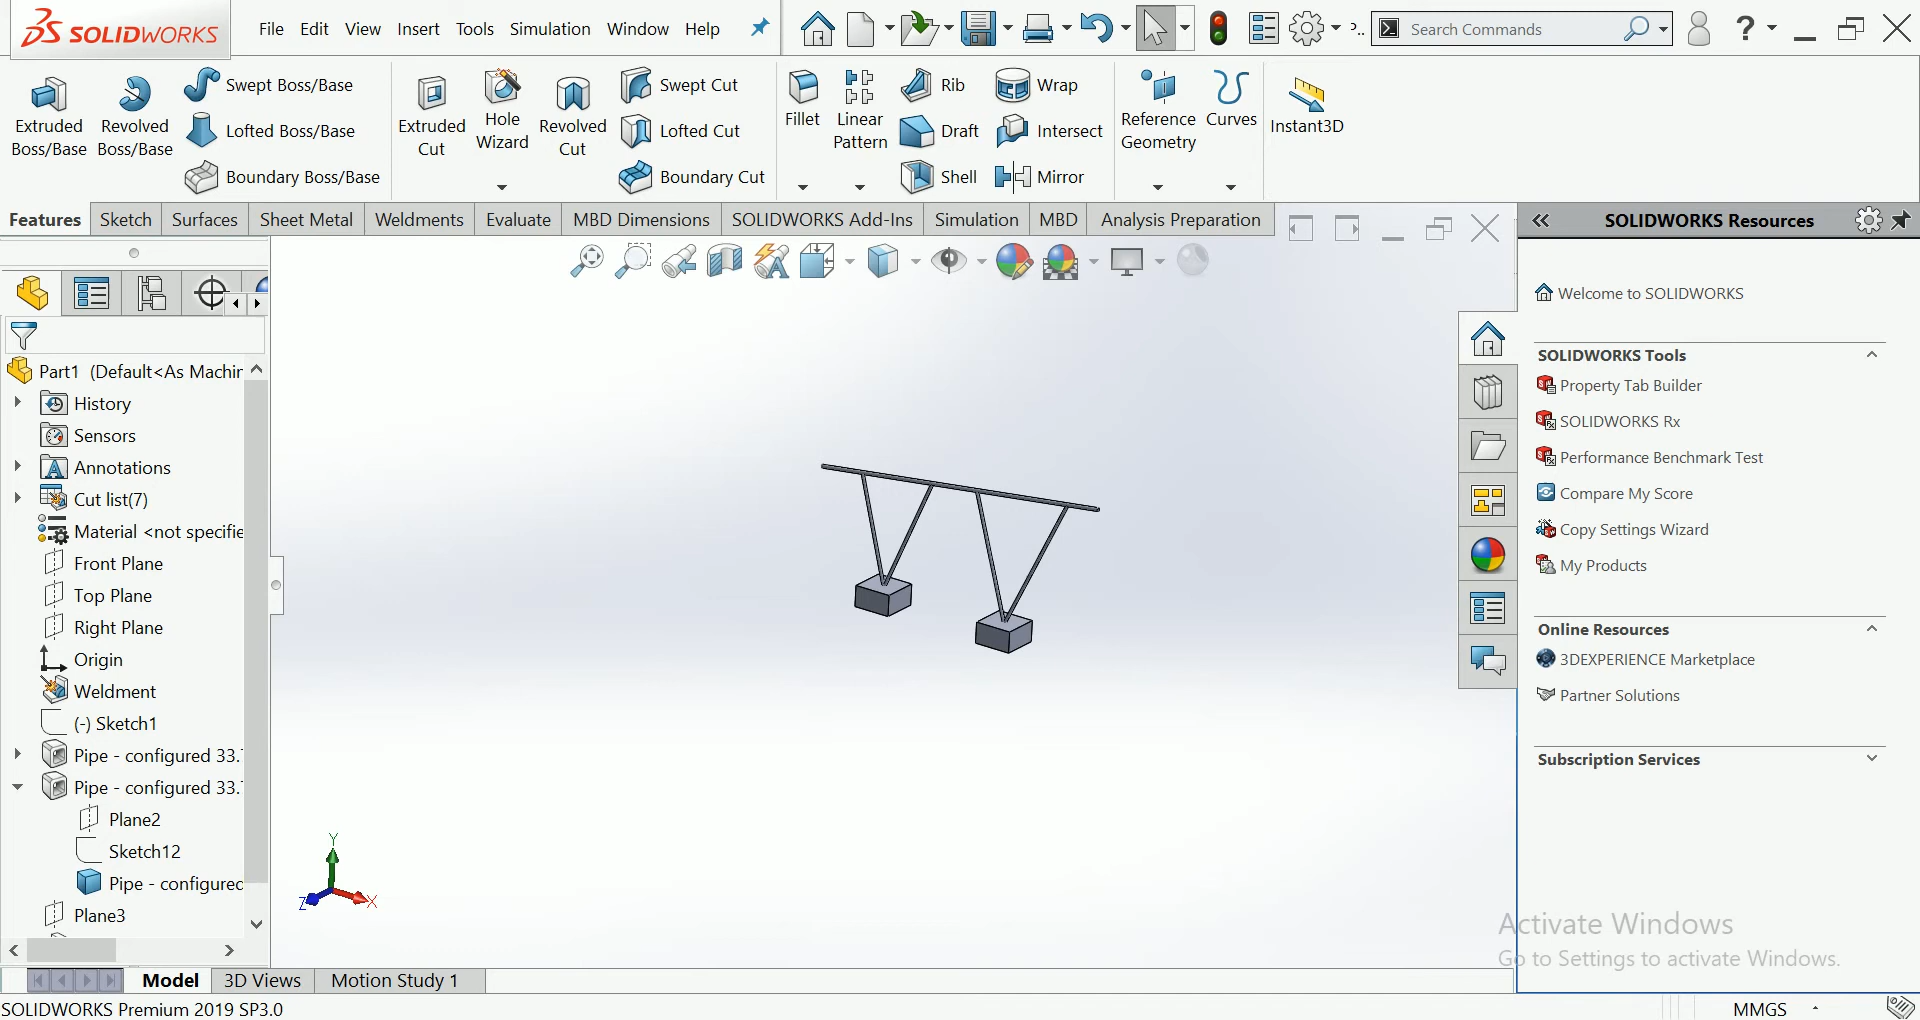 SOLIDWORKS
File Edit View Insert Tools Simulation Window Help
Search Commands
Extruded Boss/Base
Revolved Boss/Base
Swept Boss/Base
Lofted Boss/Base
Boundary Boss/Base
Extruded Cut
Hole Wizard
Revolved Cut
Swept Cut
Lofted Cut
Boundary Cut
Fillet
Linear Pattern
Rib
Draft
Shell
Wrap
Intersect
Mirror
Reference Geometry
Curves
Instant3D
Features Sketch Surfaces Sheet Metal Weldments Evaluate MBD Dimensions SOLIDWORKS Add-Ins Simulation MBD Analysis Preparation
Part1 (Default<As Machin
History
Sensors
Annotations
Cut list(7)
Material <not specifie
Front Plane
Top Plane
Right Plane
Origin
Weldment
(-) Sketch1
Pipe - configured 33.
Pipe - configured 33.
Plane2
Sketch12
Pipe - configured
Plane3
Y
Z
X
SOLIDWORKS Resources
Welcome to SOLIDWORKS
SOLIDWORKS Tools
Property Tab Builder
SOLIDWORKS Rx
Performance Benchmark Test
Compare My Score
Copy Settings Wizard
My Products
Online Resources
3DEXPERIENCE Marketplace
Partner Solutions
Subscription Services
Activate Windows
Go to Settings to activate Windows.
Model 3D Views Motion Study 1
SOLIDWORKS Premium 2019 SP3.0
MMGS